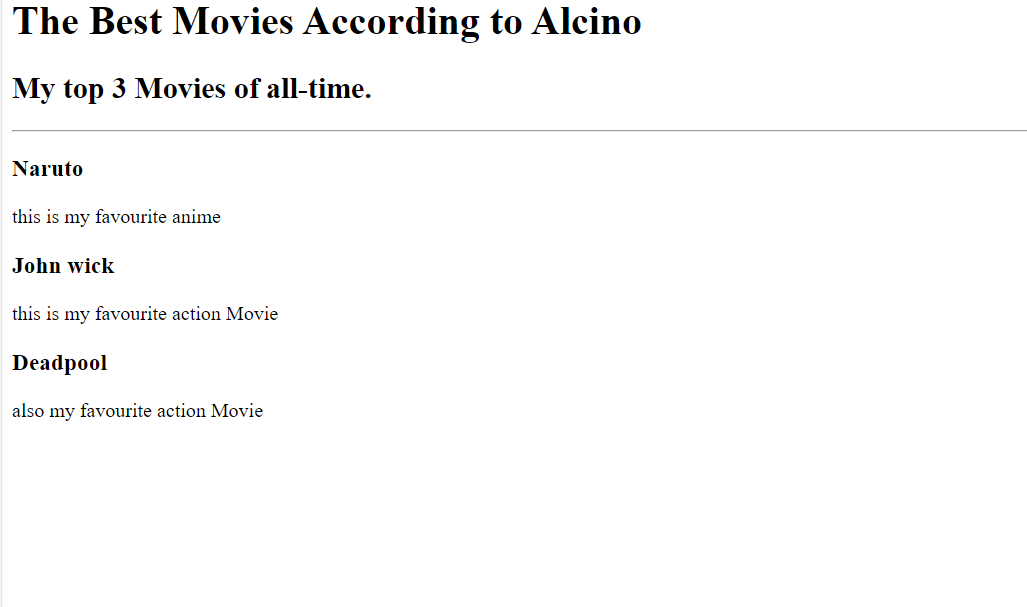 The Best Movies According to Alcino
My top 3 Movies of all-time.
Naruto
this is my favourite anime
John wick
this is my favourite action Movie
Deadpool
also my favourite action Movie